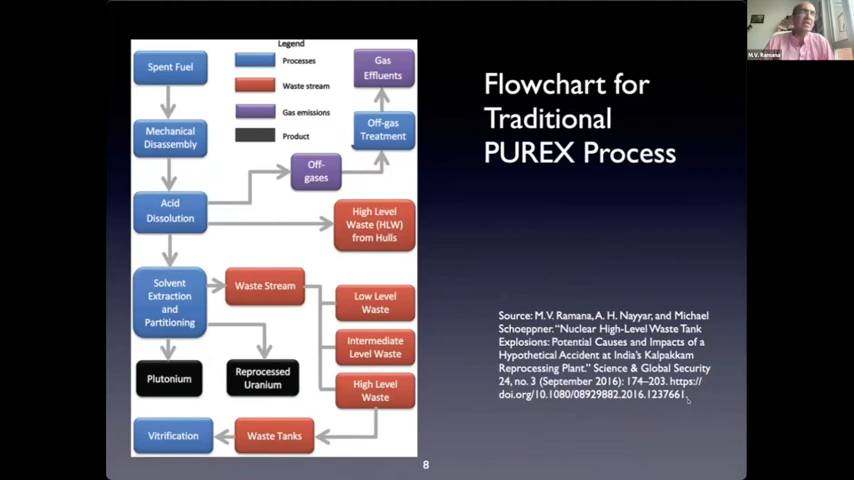 M.V. Ramana
Flowchart for
Traditional
PUREX Process
Legend
Processes
Waste stream
Gas emissions
Product
Spent Fuel
Mechanical
Disassembly
Acid
Dissolution
Solvent
Extraction
and
Partitioning
Plutonium
Reprocessed
Uranium
Off-
gases
Off-gas
Treatment
Gas
Effluents
High Level
Waste (HLW)
from Hulls
Waste Stream
Low Level
Waste
Intermediate
Level Waste
High Level
Waste
Waste Tanks
Vitrification
Source: M.V. Ramana, A. H. Nayyar, and Michael
Schoeppner. “Nuclear High-Level Waste Tank
Explosions: Potential Causes and Impacts of a
Hypothetical Accident at India’s Kalpakkam
Reprocessing Plant.” Science & Global Security
24, no. 3 (September 2016): 174–203. https://
doi.org/10.1080/08929882.2016.1237661.
8